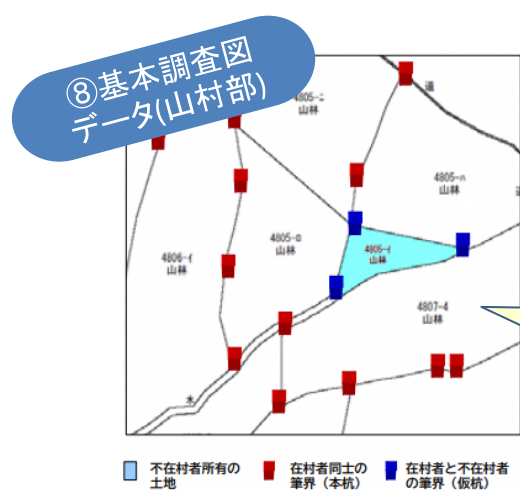 ⑧基本調査図
データ(山村部)
4805-ニ
山林
道
4805-ハ
山林
4805-ロ
山林
4805-イ
山林
4806-イ
山林
4807-4
山林
水
不在村者所有の
土地
在村者同士の
筆界（本杭）
在村者と不在村者
の筆界（仮杭）